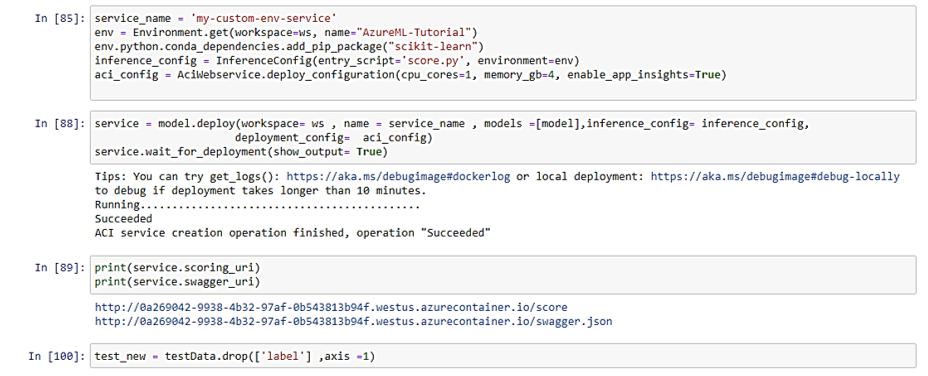 In [85]: service_name = 'my-custom-env-service'
env = Environment.get(workspace=ws, name="AzureML-Tutorial")
env.python.conda_dependencies.add_pip_package("scikit-learn")
inference_config = InferenceConfig(entry_script='score.py', environment=env)
aci_config = AciWebservice.deploy_configuration(cpu_cores=1, memory_gb=4, enable_app_insights=True)
In [88]: service = model.deploy(workspace= ws , name = service_name , models =[model],inference_config= inference_config,
deployment_config=  aci_config)
service.wait_for_deployment(show_output= True)
Tips: You can try get_logs(): https://aka.ms/debugimage#dockerlog or local deployment: https://aka.ms/debugimage#debug-locally
to debug if deployment takes longer than 10 minutes.
Running............................................
Succeeded
ACI service creation operation finished, operation "Succeeded"
In [89]: print(service.scoring_uri)
print(service.swagger_uri)
http://0a269042-9938-4b32-97af-0b543813b94f.westus.azurecontainer.io/score
http://0a269042-9938-4b32-97af-0b543813b94f.westus.azurecontainer.io/swagger.json
In [100]: test_new = testData.drop(['label'] ,axis =1)